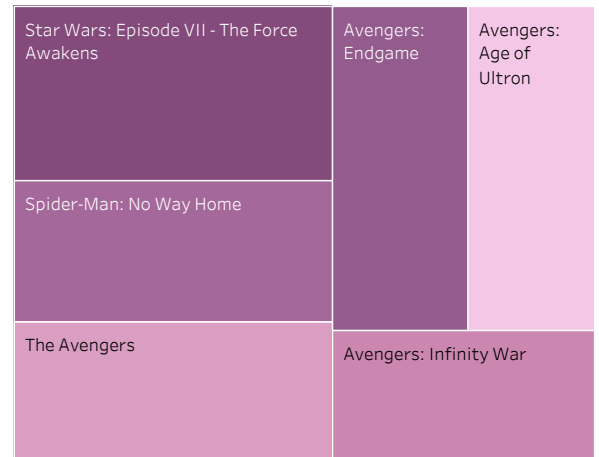 Star Wars: Episode VII - The Force
Awakens
Spider-Man: No Way Home
The Avengers
Avengers:
Endgame
Avengers:
Age of
Ultron
Avengers: Infinity War